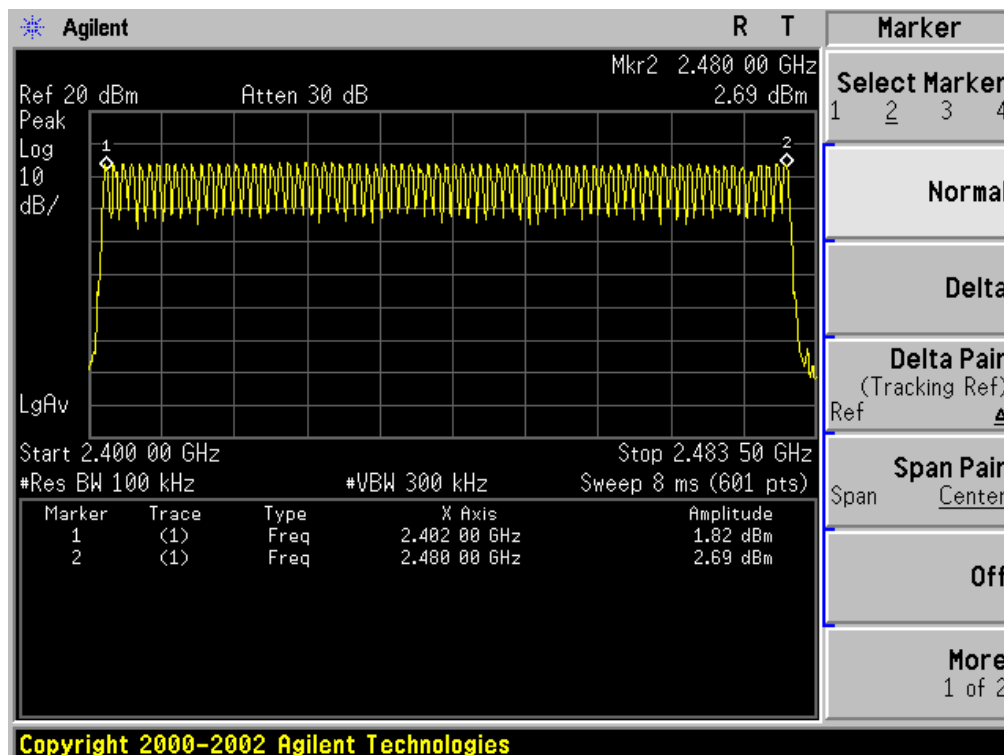 Agilent R T
Mkr2 2.480 00 GHz
Ref 20 dBm Atten 30 dB 2.69 dBm
Peak
Log
10
dB/
1 2
LgAv
Start 2.400 00 GHz Stop 2.483 50 GHz
#Res BW 100 kHz #VBW 300 kHz Sweep 8 ms (601 pts)
Marker Trace Type X Axis Amplitude
1 (1) Freq 2.402 00 GHz 1.82 dBm
2 (1) Freq 2.480 00 GHz 2.69 dBm
Marker
Select Marker
1 2 3 4
Normal
Delta
Delta Pair
(Tracking Ref)
Ref Δ
Span Pair
Span Center
Off
More
1 of 2
Copyright 2000-2002 Agilent Technologies